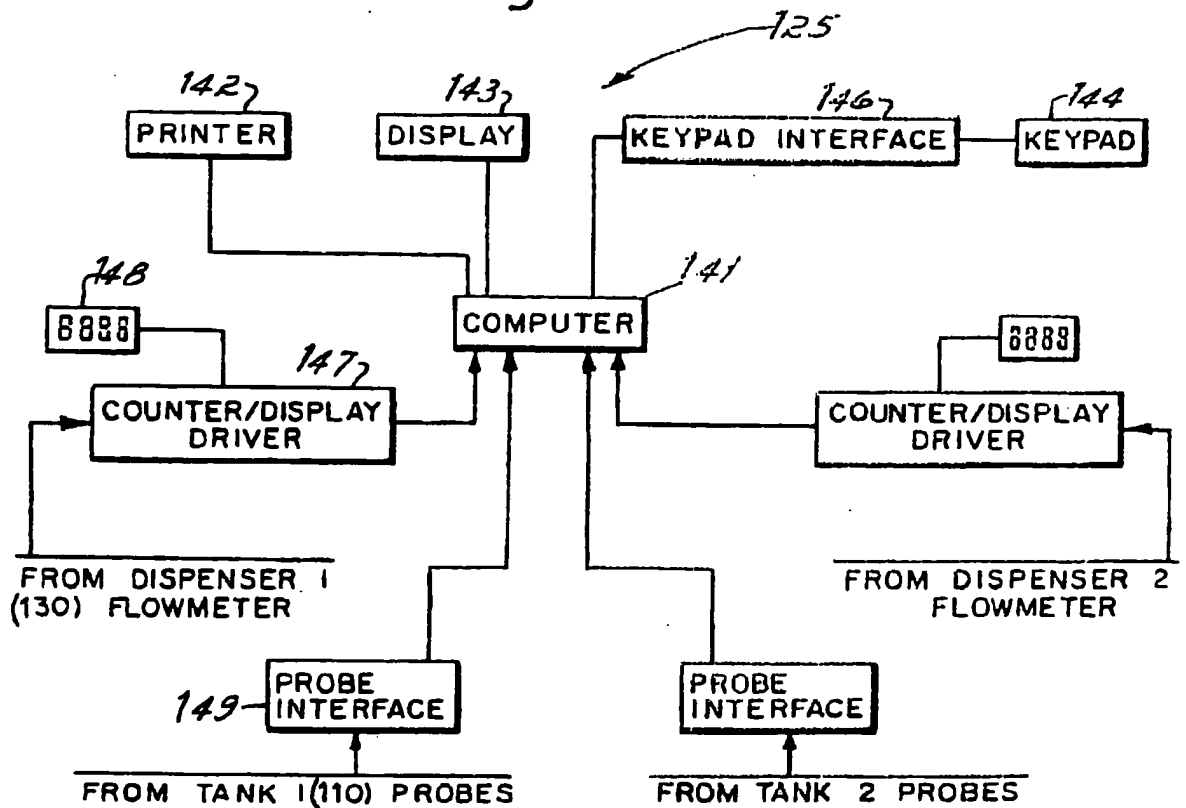 125
142
PRINTER
143
DISPLAY
146
KEYPAD INTERFACE
144
KEYPAD
148
8888
147
COUNTER/DISPLAY
DRIVER
141
COMPUTER
8888
COUNTER/DISPLAY
DRIVER
FROM DISPENSER 1
(130) FLOWMETER
FROM DISPENSER 2
FLOWMETER
149
PROBE
INTERFACE
PROBE
INTERFACE
FROM TANK 1(110) PROBES
FROM TANK 2 PROBES